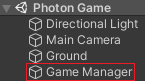 Photon Game
Directional Light
Main Camera
Ground
Game Manager